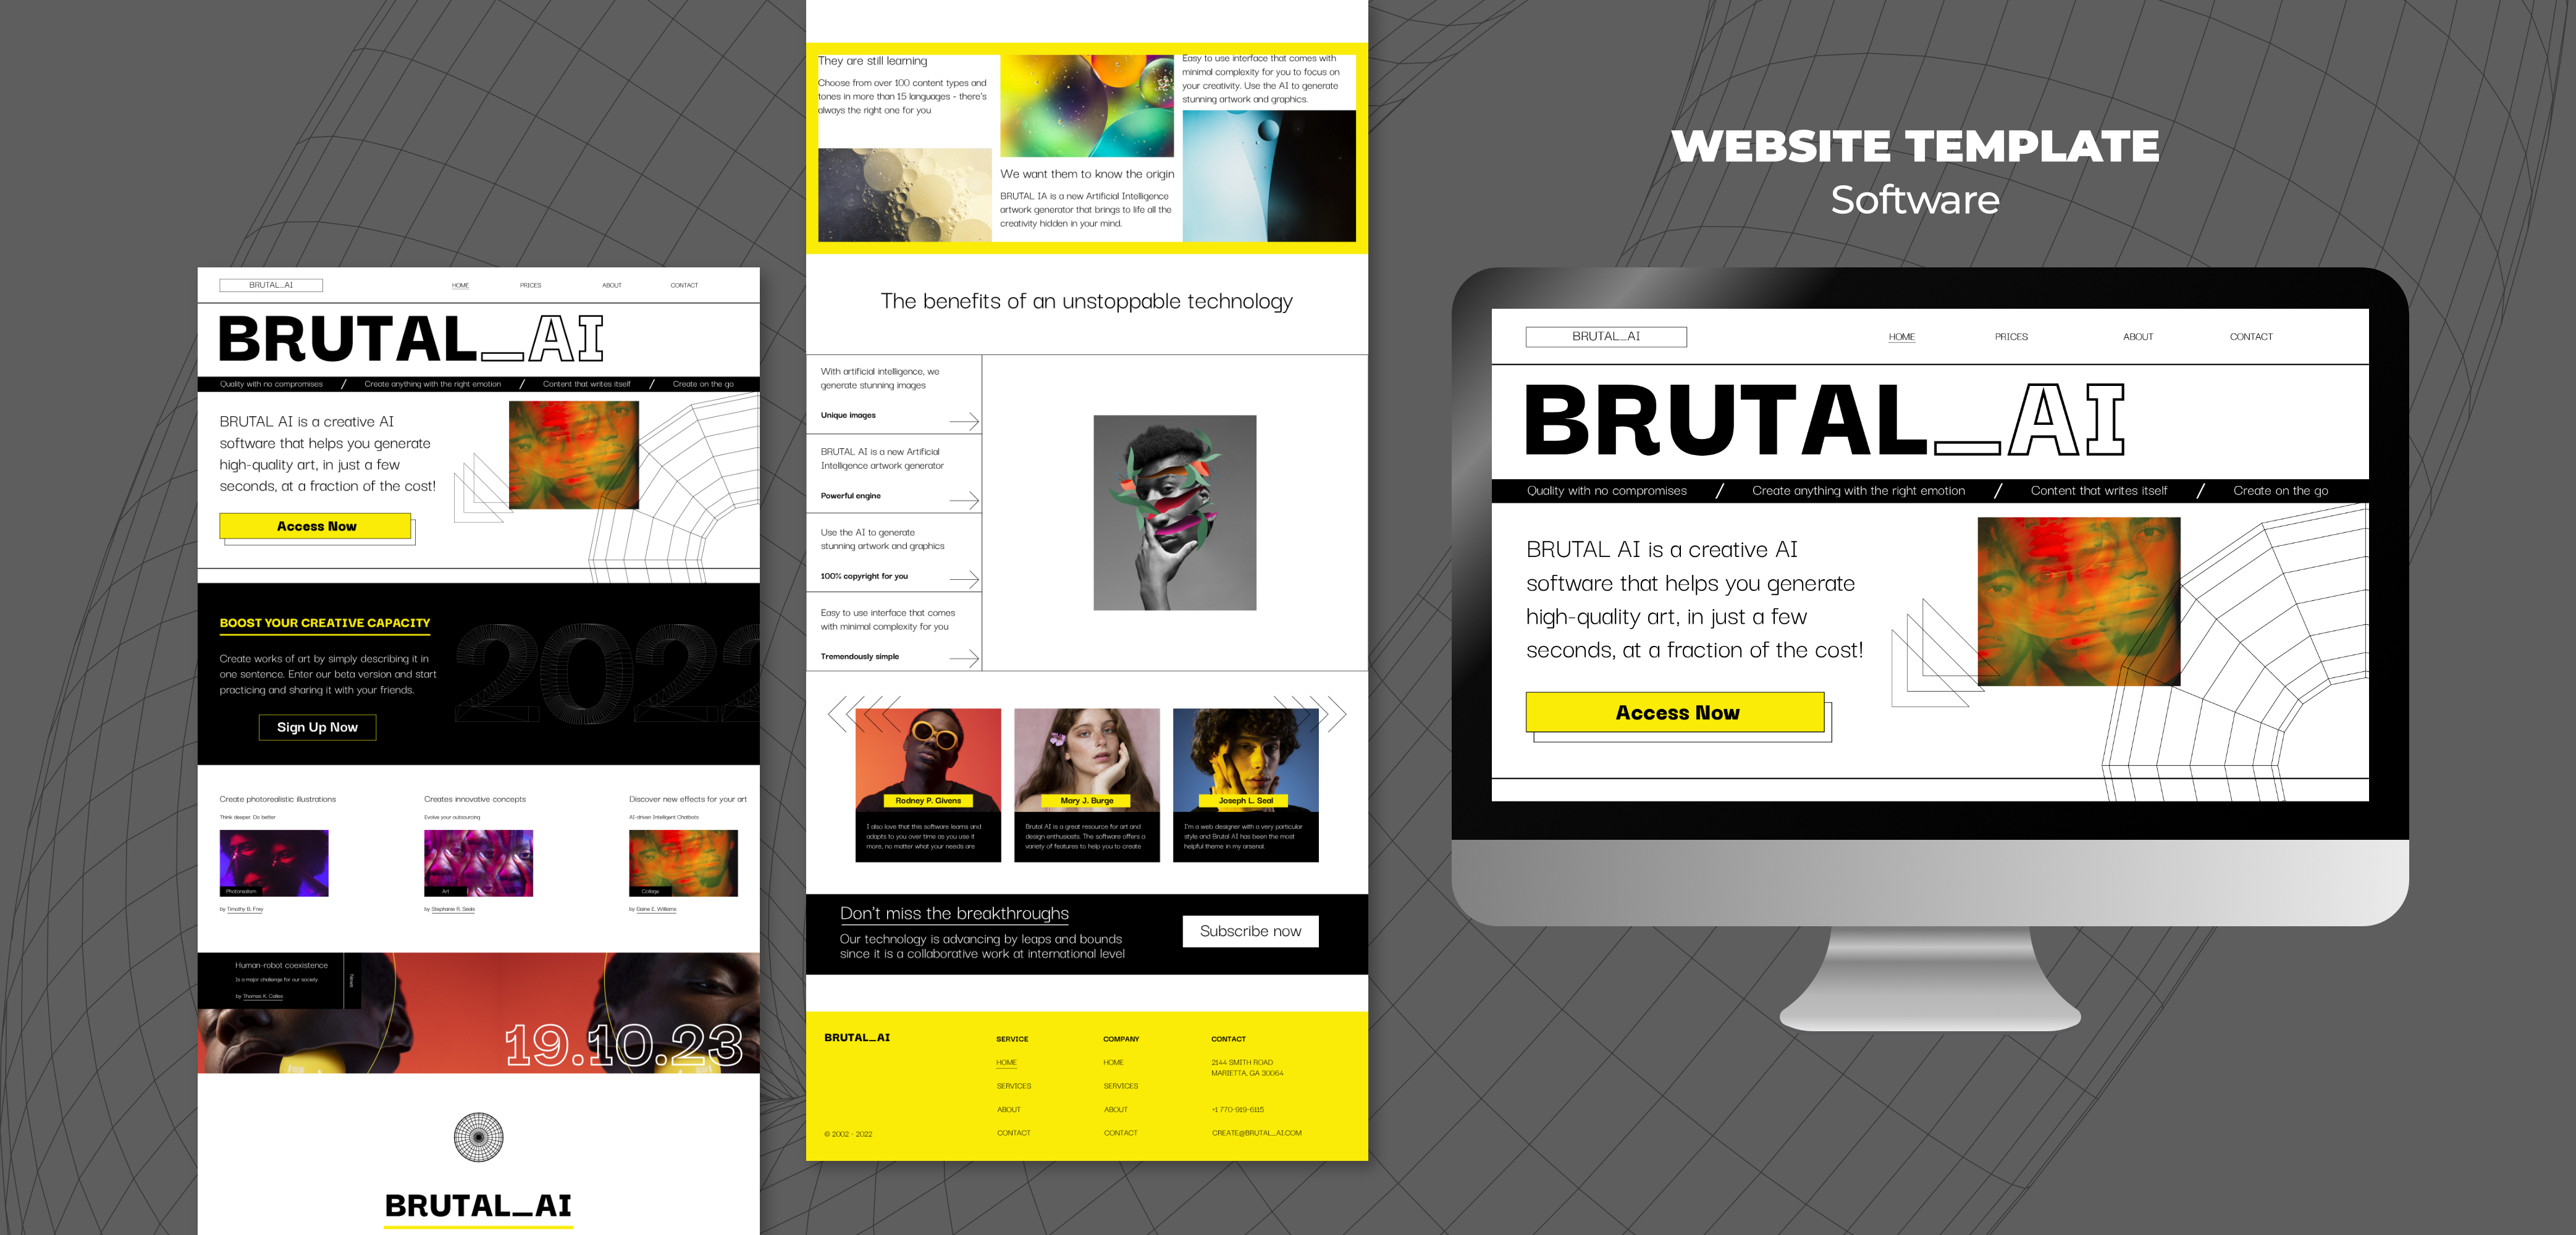 BRUTAL_AI
HOME PRICES ABOUT CONTACT
BRUTAL_AI
Quality with no compromises / Create anything with the right emotion / Content that writes itself / Create on the go
BRUTAL AI is a creative AI
software that helps you generate
high-quality art, in just a few
seconds, at a fraction of the cost!
Access Now
BOOST YOUR CREATIVE CAPACITY
Create works of art by simply describing it in
one sentence. Enter our beta version and start
practicing and sharing it with your friends.
Sign Up Now
2022
Create photorealistic illustrations
Think deeper. Do better
Photorealism
by Timothy B. Frey
Creates innovative concepts
Evolve your outsourcing
Art
by Stephanie R. Seals
Discover new effects for your art
AI-driven Intelligent Chatbots
Collage
by Elaine E. Williams
Human-robot coexistence
Is a major challenge for our society
by Thomas K. Calles
News
19.10.23
BRUTAL_AI
They are still learning
Choose from over 100 content types and
tones in more than 15 languages - there's
always the right one for you
We want them to know the origin
BRUTAL IA is a new Artificial Intelligence
artwork generator that brings to life all the
creativity hidden in your mind.
Easy to use interface that comes with
minimal complexity for you to focus on
your creativity. Use the AI to generate
stunning artwork and graphics.
The benefits of an unstoppable technology
With artificial intelligence, we
generate stunning images
Unique images
BRUTAL AI is a new Artificial
Intelligence artwork generator
Powerful engine
Use the AI to generate
stunning artwork and graphics
100% copyright for you
Easy to use interface that comes
with minimal complexity for you
Tremendously simple
Rodney P. Givens
I also love that this software learns and
adapts to you over time as you use it
more, no matter what your needs are
Mary J. Burge
Brutal AI is a great resource for art and
design enthusiasts. The software offers a
variety of features to help you to create
Joseph L. Seal
I'm a web designer with a very particular
style and Brutal AI has been the most
helpful theme in my arsenal.
Don't miss the breakthroughs
Our technology is advancing by leaps and bounds
since it is a collaborative work at international level
Subscribe now
BRUTAL_AI
© 2002 - 2022
SERVICE
HOME
SERVICES
ABOUT
CONTACT
COMPANY
HOME
SERVICES
ABOUT
CONTACT
CONTACT
2144 SMITH ROAD
MARIETTA, GA 30064
+1 770-919-6115
CREATE@BRUTAL_AI.COM
WEBSITE TEMPLATE
Software
BRUTAL_AI
HOME PRICES ABOUT CONTACT
BRUTAL_AI
Quality with no compromises / Create anything with the right emotion / Content that writes itself / Create on the go
BRUTAL AI is a creative AI
software that helps you generate
high-quality art, in just a few
seconds, at a fraction of the cost!
Access Now